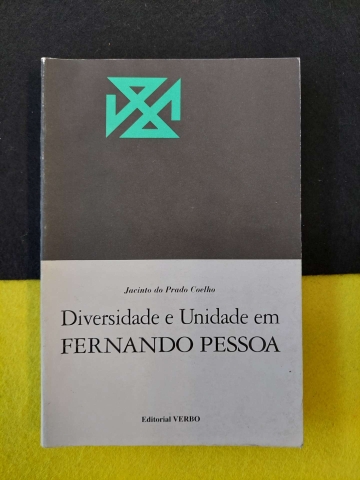 Jacinto do Prado Coelho
Diversidade e Unidade em
FERNANDO PESSOA
Editorial VERBO